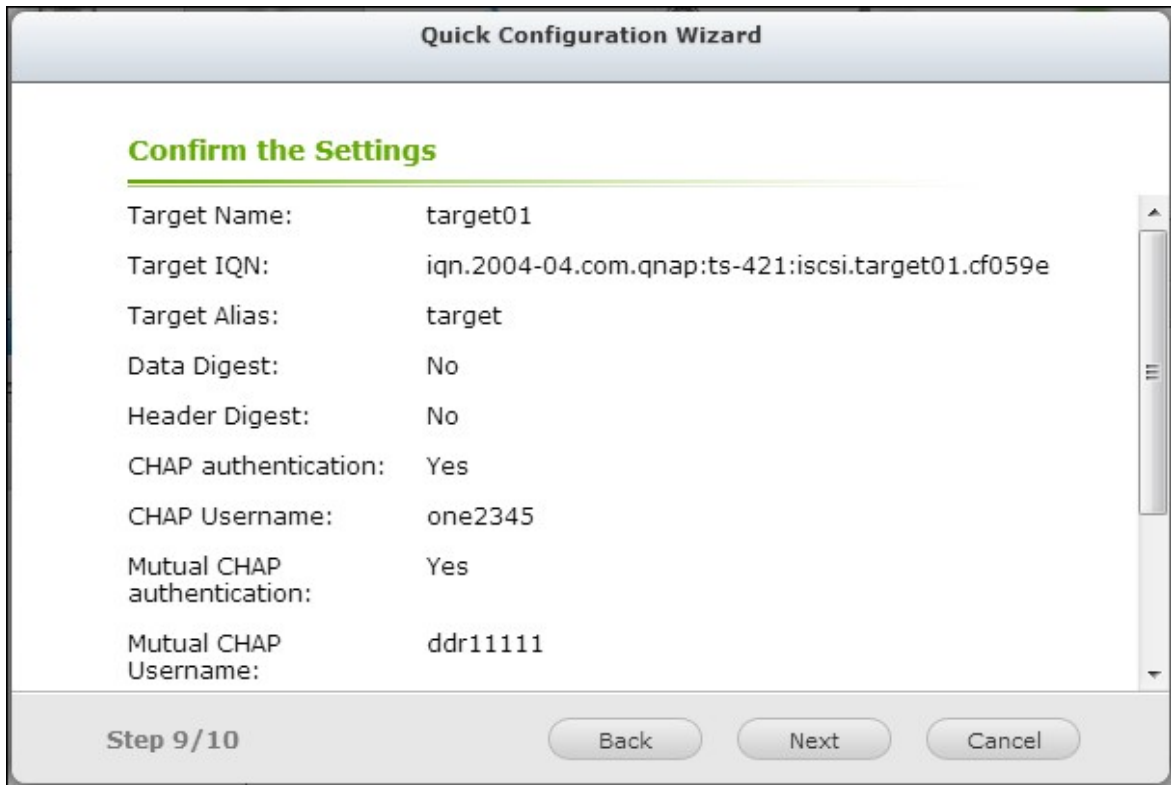 Quick Configuration Wizard
Confirm the Settings
Target Name: target01
Target IQN: iqn.2004-04.com.qnap:ts-421:iscsi.target01.cf059e
Target Alias: target
Data Digest: No
Header Digest: No
CHAP authentication: Yes
CHAP Username: one2345
Mutual CHAP Yes
authentication:
Mutual CHAP ddr11111
Username:
Step 9/10 Back Next Cancel